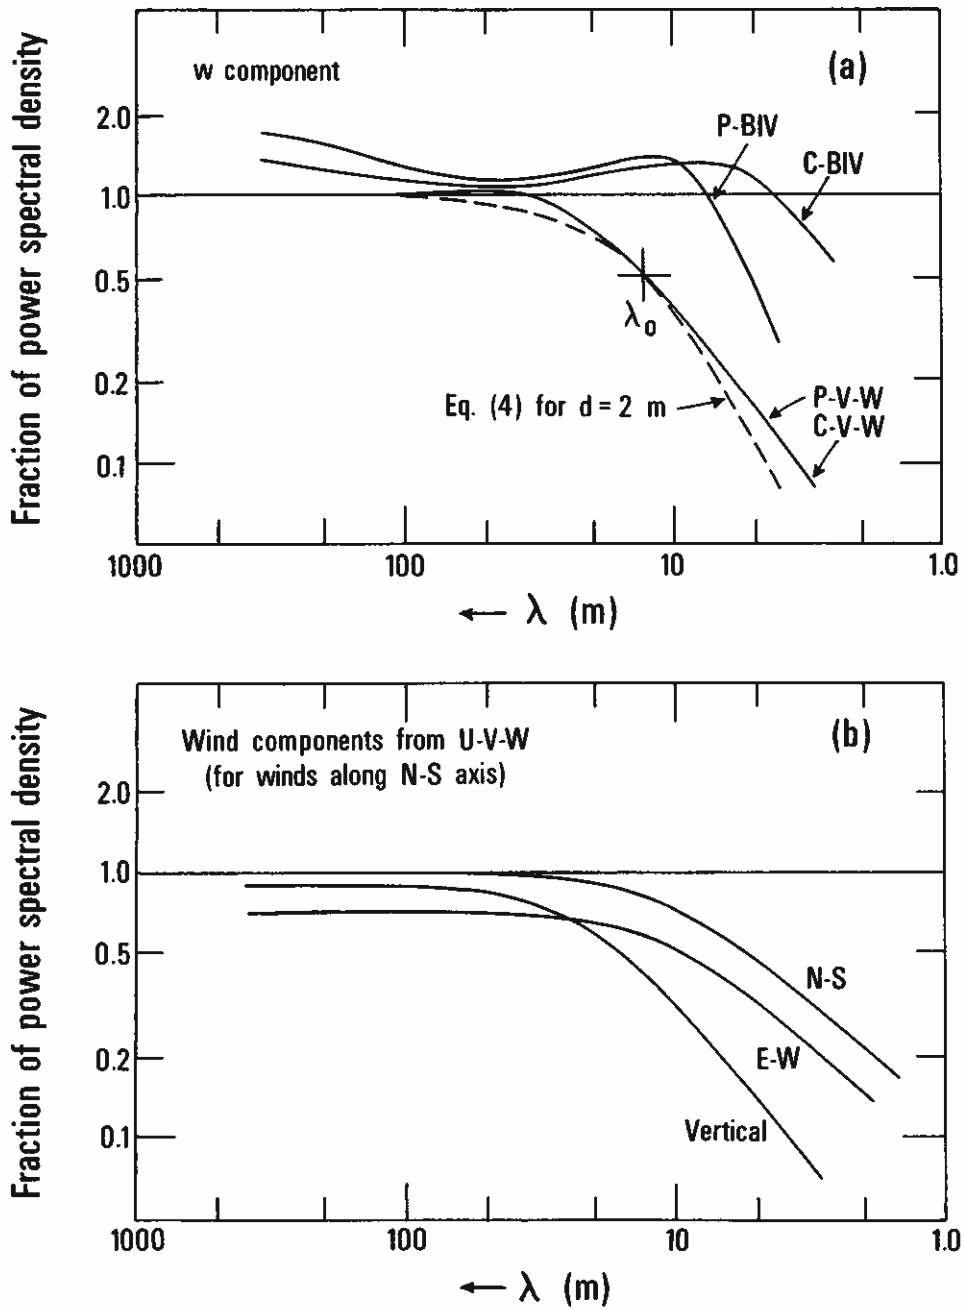 Fraction of power spectral density
w component
(a)
2.0
1.0
0.5
0.2
0.1
P-BIV
C-BIV
λo
Eq. (4) for d = 2 m
P-V-W
C-V-W
1000
100
10
1.0
← λ (m)
Fraction of power spectral density
Wind components from U-V-W
(for winds along N-S axis)
(b)
2.0
1.0
0.5
0.2
0.1
N-S
E-W
Vertical
1000
100
10
1.0
← λ (m)